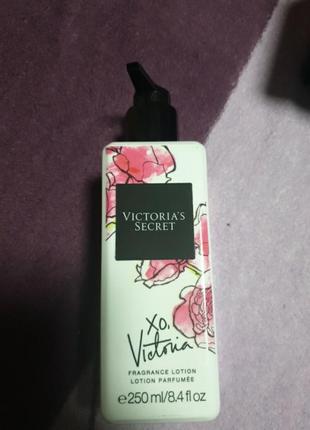 VICTORIA'S
SECRET
XO,
Victoria
FRAGRANCE LOTION
LOTION PARFUMÉE
℮250 ml/8.4 fl oz